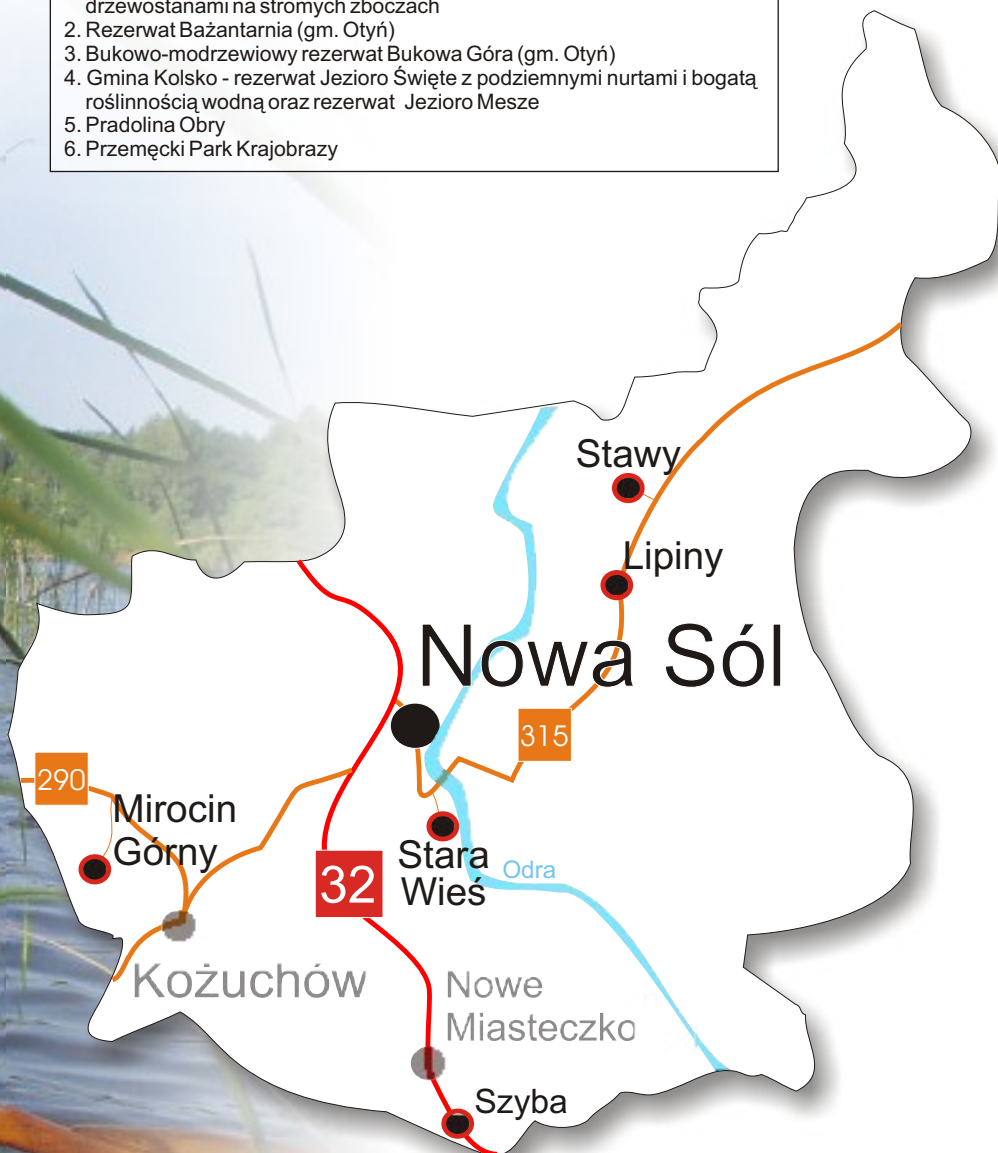 drzewostanami na stromych zboczach
2. Rezerwat Bażantarnia (gm. Otyń)
3. Bukowo-modrzewiowy rezerwat Bukowa Góra (gm. Otyń)
4. Gmina Kolsko - rezerwat Jezioro Święte z podziemnymi nurtami i bogatą
roślinnością wodną oraz rezerwat Jezioro Mesze
5. Pradolina Obry
6. Przemęcki Park Krajobrazy
Stawy
Lipiny
Nowa Sól
315
290
Mirocin
Górny
Stara
Wieś
32
Odra
Kożuchów
Nowe
Miasteczko
Szyba